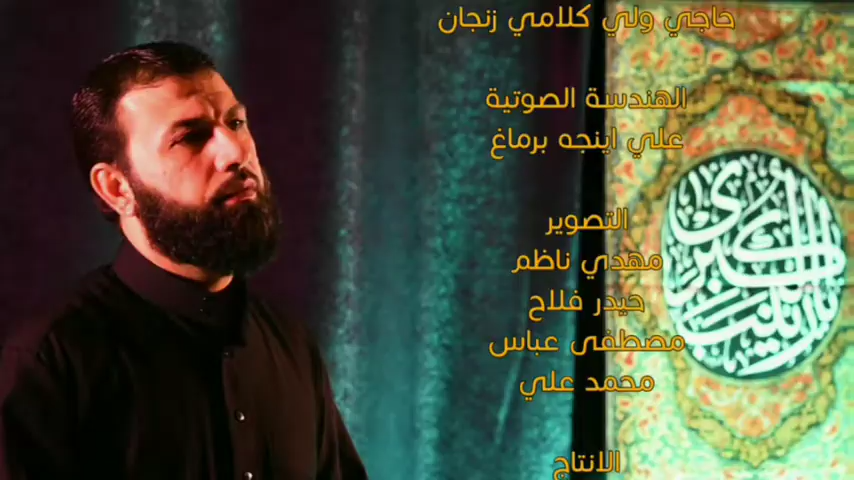 حاجي ولي كلامي زنجان
الهندسة الصوتية
علي اينجه برماغ
التصوير
مهدي ناظم
حيدر فلاح
مصطفى عباس
محمد علي
الانتاج